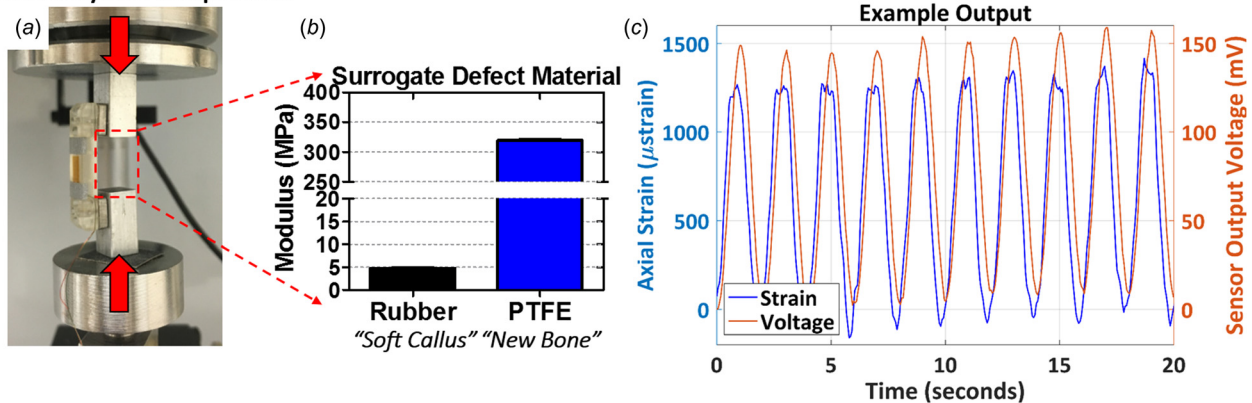 (a)
(b)
Surrogate Defect Material
Modulus (MPa)
400
350
300
250
20
15
10
5
0
Rubber PTFE
“Soft Callus” “New Bone”
(c)
Example Output
Axial Strain (μstrain)
1500
1000
500
0
Sensor Output Voltage (mV)
150
100
50
0
Strain
Voltage
0 5 10 15 20
Time (seconds)